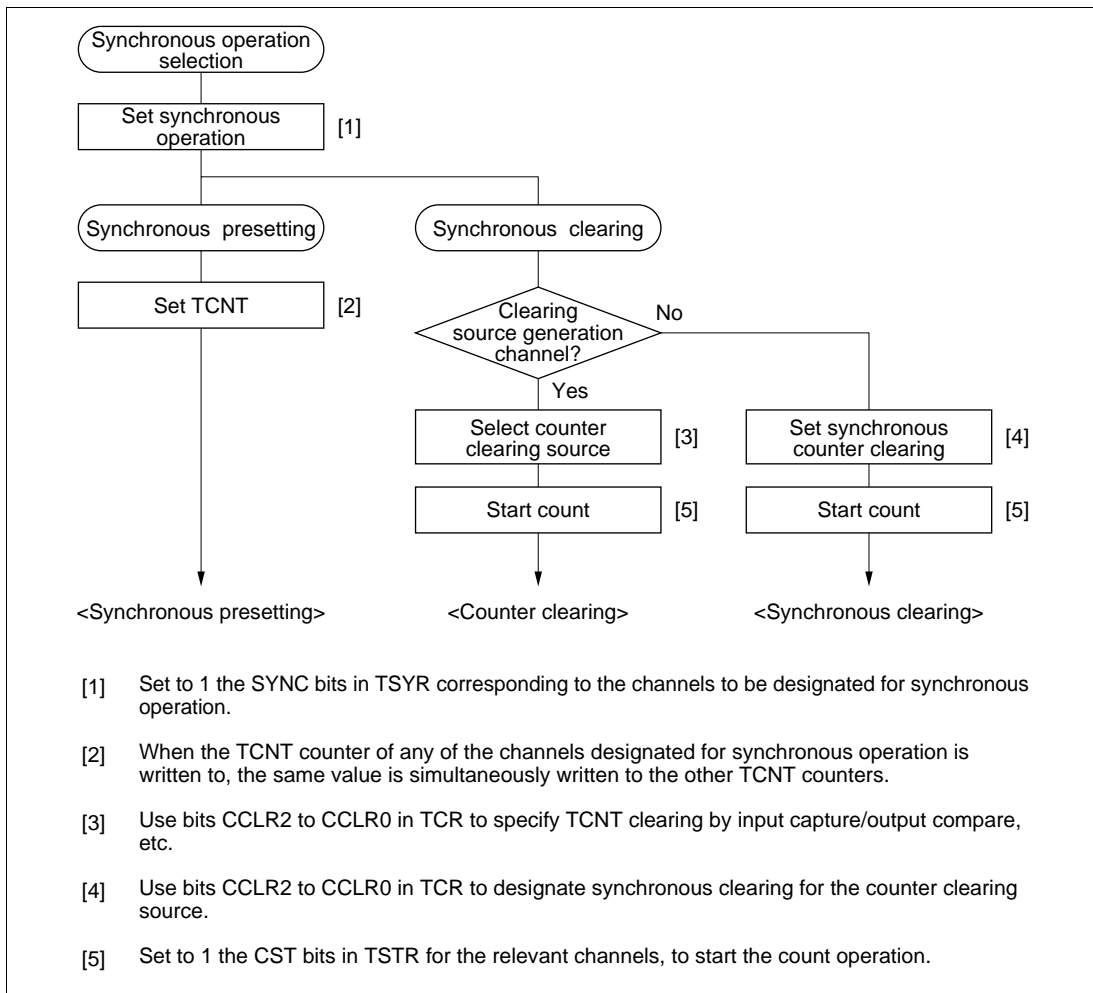 Synchronous operation
selection
Set synchronous
operation
[1]
Synchronous presetting
Synchronous clearing
Set TCNT
[2]
Clearing
source generation
channel?
No
Yes
Select counter
clearing source
[3]
Set synchronous
counter clearing
[4]
Start count
[5]
Start count
[5]
<Synchronous presetting>
<Counter clearing>
<Synchronous clearing>
[1] Set to 1 the SYNC bits in TSYR corresponding to the channels to be designated for synchronous
operation.
[2] When the TCNT counter of any of the channels designated for synchronous operation is
written to, the same value is simultaneously written to the other TCNT counters.
[3] Use bits CCLR2 to CCLR0 in TCR to specify TCNT clearing by input capture/output compare,
etc.
[4] Use bits CCLR2 to CCLR0 in TCR to designate synchronous clearing for the counter clearing
source.
[5] Set to 1 the CST bits in TSTR for the relevant channels, to start the count operation.